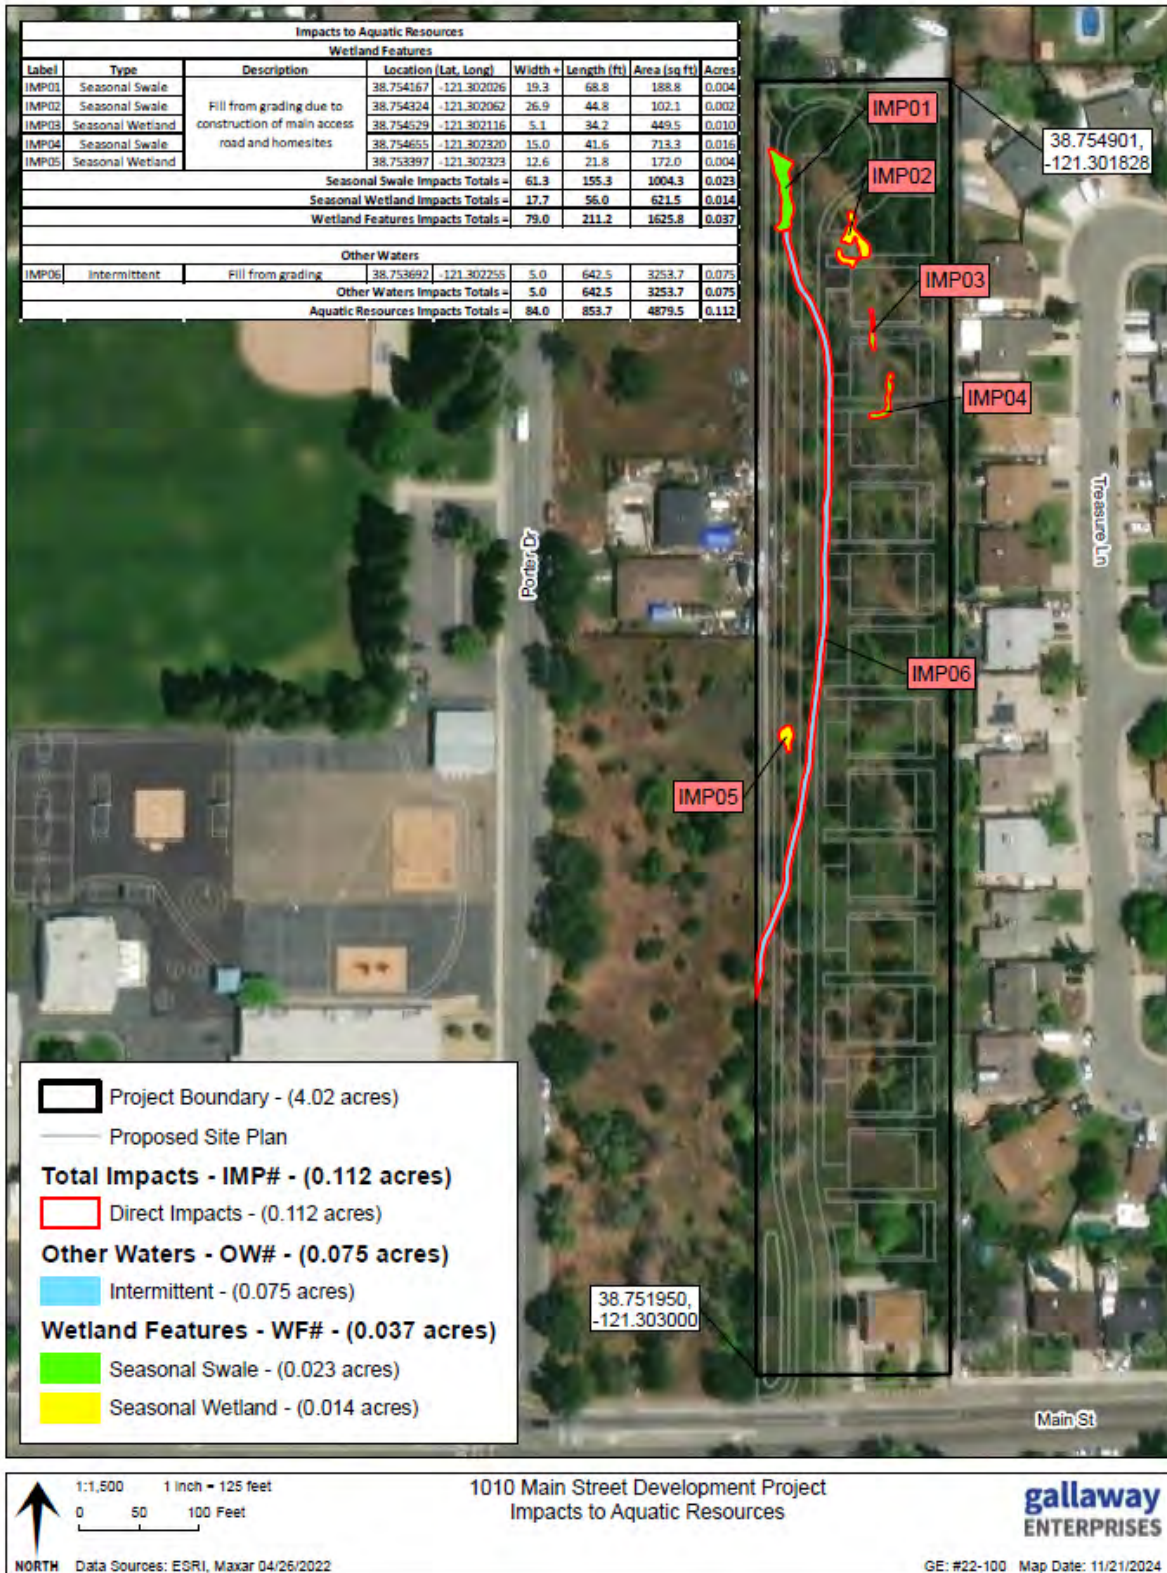 Impacts to Aquatic Resources
Wetland Features
Label Type Description Location (Lat, Long) Width + Length (ft) Area (sq ft) Acres
IMP01 Seasonal Swale 38.754167 -121.302026 19.3 68.8 188.8 0.004
IMP02 Seasonal Swale Fill from grading due to 38.754324 -121.302062 26.9 44.8 102.1 0.002
IMP03 Seasonal Wetland construction of main access 38.754529 -121.302116 5.1 34.2 449.5 0.010
IMP04 Seasonal Swale road and homesites 38.754655 -121.302320 15.0 41.6 713.3 0.016
IMP05 Seasonal Wetland 38.753397 -121.302323 12.6 21.8 172.0 0.004
Seasonal Swale Impacts Totals = 61.3 155.3 1004.3 0.023
Seasonal Wetland Impacts Totals = 17.7 56.0 621.5 0.014
Wetland Features Impacts Totals = 79.0 211.2 1625.8 0.037
Other Waters
IMP06 Intermittent Fill from grading 38.753692 -121.302255 5.0 642.5 3253.7 0.075
Other Waters Impacts Totals = 5.0 642.5 3253.7 0.075
Aquatic Resources Impacts Totals = 84.0 853.7 4879.5 0.112
IMP01
38.754901,
-121.301828
IMP02
IMP03
IMP04
Treasure Ln
Porter Dr
IMP06
IMP05
38.751950,
-121.303000
Main St
Project Boundary - (4.02 acres)
Proposed Site Plan
Total Impacts - IMP# - (0.112 acres)
Direct Impacts - (0.112 acres)
Other Waters - OW# - (0.075 acres)
Intermittent - (0.075 acres)
Wetland Features - WF# - (0.037 acres)
Seasonal Swale - (0.023 acres)
Seasonal Wetland - (0.014 acres)
1:1,500 1 inch = 125 feet
0 50 100 Feet
NORTH Data Sources: ESRI, Maxar 04/26/2022
1010 Main Street Development Project
Impacts to Aquatic Resources
gallaway
ENTERPRISES
GE: #22-100 Map Date: 11/21/2024